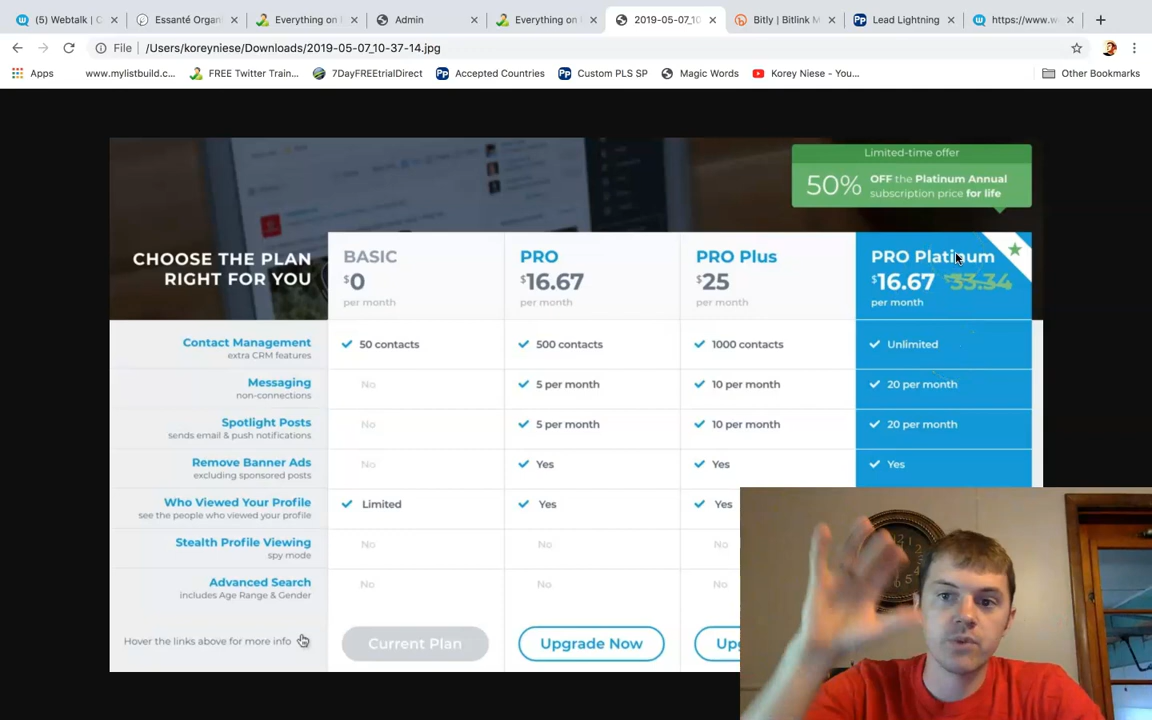 Webtalk | C
Essanté Organ
Everything on
Admin
Everything on
2019-05-07_10
Bitly | Bitlink M
Lead Lightning
https://www.w
File
/Users/koreyniese/Downloads/2019-05-07_10-37-14.jpg
Apps
www.mylistbuild.c...
FREE Twitter Train...
7DayFREEtrialDirect
Accepted Countries
Custom PLS SP
Magic Words
Korey Niese - You...
Other Bookmarks
Limited-time offer
50% OFF the Platinum Annual
subscription price for life
CHOOSE THE PLAN
RIGHT FOR YOU
BASIC
$0
per month
PRO
$16.67
per month
PRO Plus
$25
per month
PRO Platinum
$16.67 33.34
per month
Contact Management
extra CRM features
50 contacts
500 contacts
1000 contacts
Unlimited
Messaging
non-connections
No
5 per month
10 per month
20 per month
Spotlight Posts
sends email & push notifications
No
5 per month
10 per month
20 per month
Remove Banner Ads
excluding sponsored posts
No
Yes
Yes
Yes
Who Viewed Your Profile
see the people who viewed your profile
Limited
Yes
Yes
Stealth Profile Viewing
spy mode
No
No
No
Advanced Search
includes Age Range & Gender
No
No
No
Hover the links above for more info
Current Plan
Upgrade Now
Up